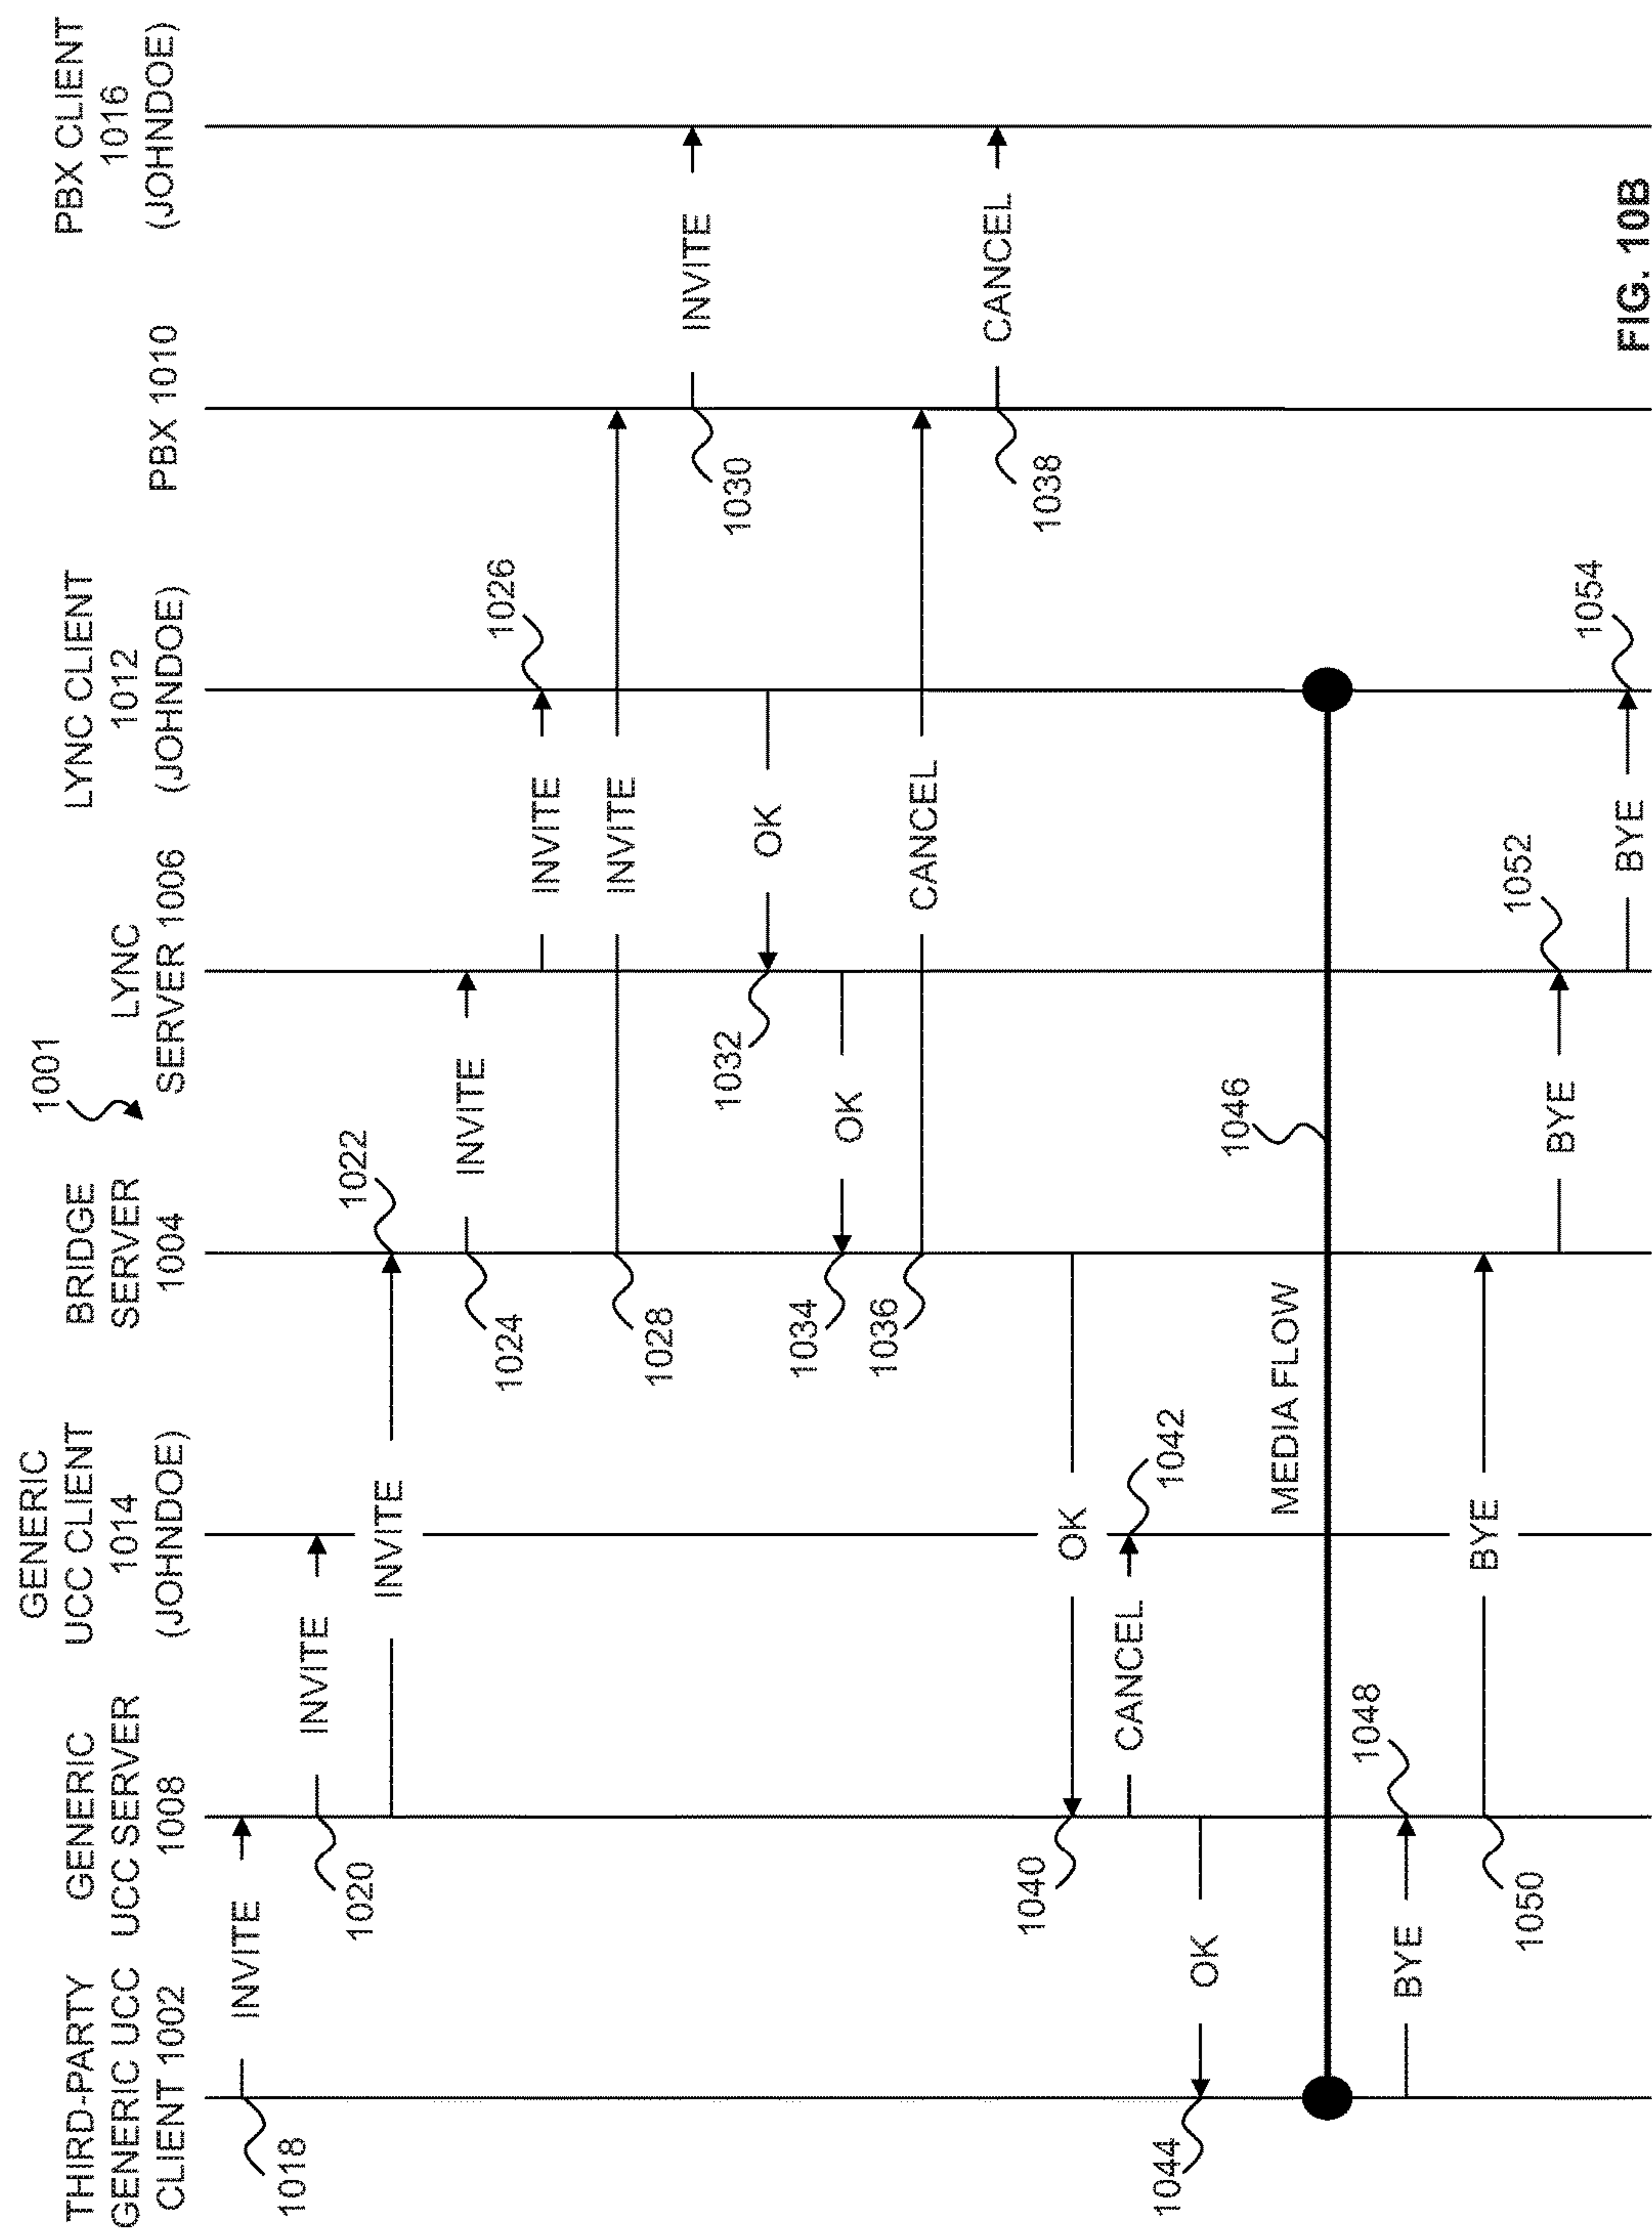 THIRD-PARTY
GENERIC UCC
CLIENT 1002
GENERIC
UCC SERVER
1008
GENERIC
UCC CLIENT
1014
(JOHNDOE)
BRIDGE
SERVER
1004
1001
LYNC
SERVER 1006
LYNC CLIENT
1012
(JOHNDOE)
PBX 1010
PBX CLIENT
1016
(JOHNDOE)
INVITE
1018
INVITE
1020
INVITE
1022
INVITE
1024
INVITE
1026
INVITE
1028
INVITE
1030
OK
1032
OK
1034
CANCEL
1036
CANCEL
1038
OK
1040
CANCEL
1042
OK
1044
MEDIA FLOW
1046
BYE
1048
BYE
1050
BYE
1052
BYE
1054
FIG. 10B